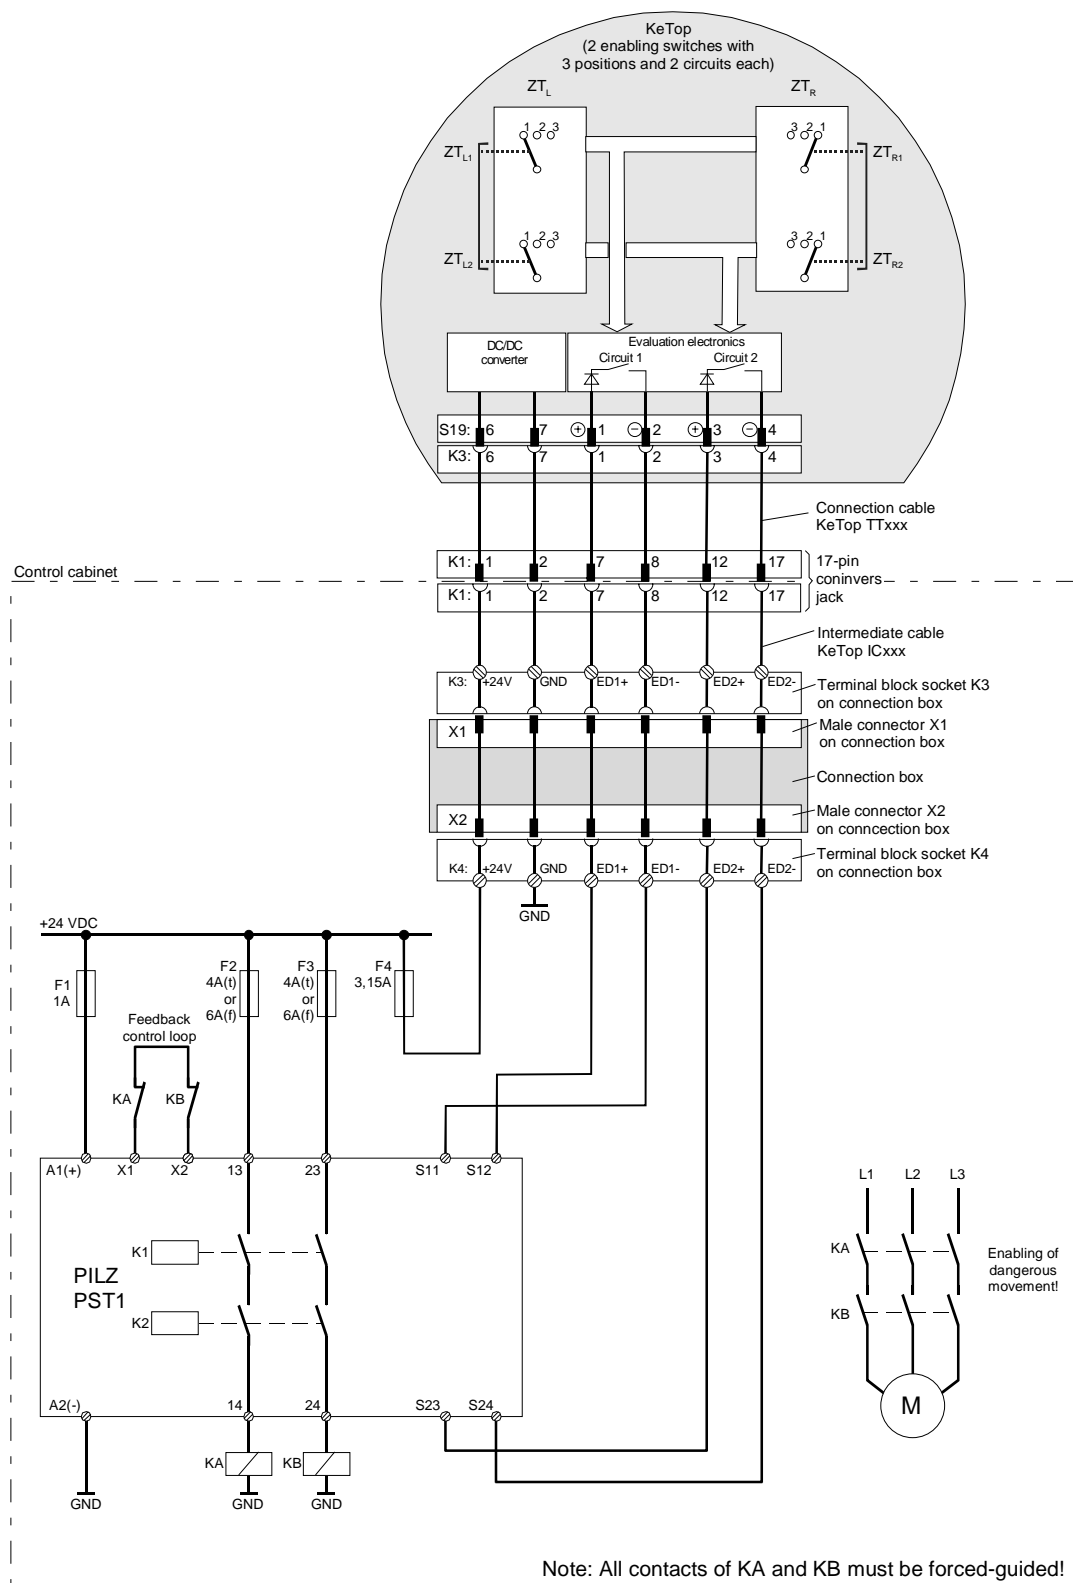 KeTop
(2 enabling switches with
3 positions and 2 circuits each)
ZTL
ZTR
1 2 3
3 2 1
ZTL1
ZTR1
1 2 3
3 2 1
ZTL2
ZTR2
DC/DC
converter
Evaluation electronics
Circuit 1
Circuit 2
S19: 6 7 + 1 - 2 + 3 - 4
K3: 6 7 1 2 3 4
Connection cable
KeTop TTxxx
K1: 1 2 7 8 12 17
17-pin
coninvers
jack
Control cabinet
K1: 1 2 7 8 12 17
Intermediate cable
KeTop ICxxx
K3: +24V GND ED1+ ED1- ED2+ ED2-
Terminal block socket K3
on connection box
X1
Male connector X1
on connection box
Connection box
X2
Male connector X2
on conncection box
K4: +24V GND ED1+ ED1- ED2+ ED2-
Terminal block socket K4
on connection box
GND
+24 VDC
F1
1A
F2
4A(t)
or
6A(f)
F3
4A(t)
or
6A(f)
F4
3,15A
Feedback
control loop
KA
KB
A1(+) X1 X2 13 23 S11 S12
K1
PILZ
PST1
K2
A2(-) 14 24 S23 S24
KA
KB
GND
GND
GND
L1 L2 L3
KA
KB
Enabling of
dangerous
movement!
M
Note: All contacts of KA and KB must be forced-guided!